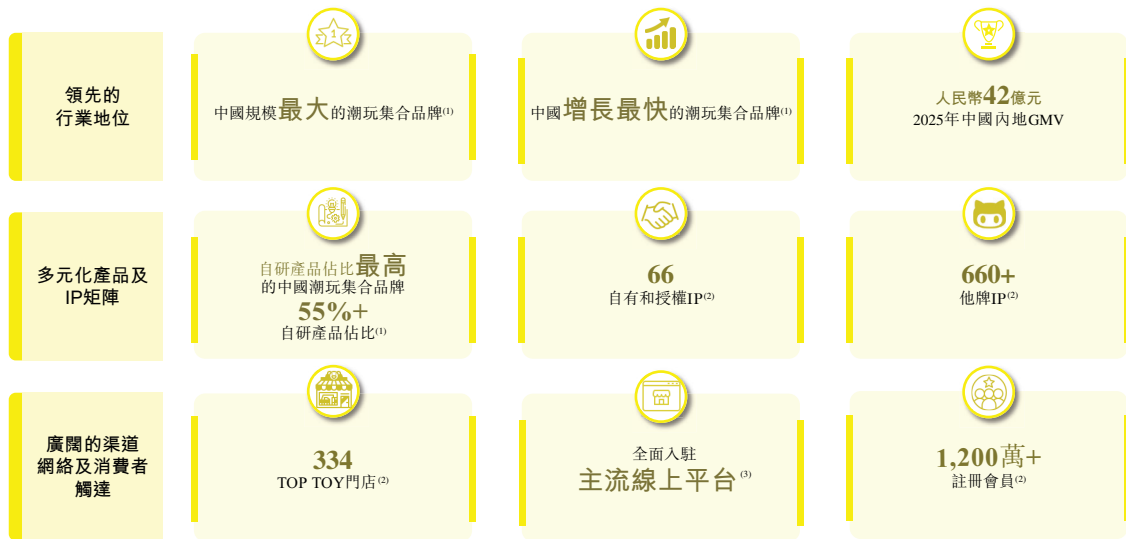 領先的
行業地位
中國規模最大的潮玩集合品牌(1)
中國增長最快的潮玩集合品牌(1)
人民幣42億元
2025年中國內地GMV
多元化產品及
IP矩陣
自研產品佔比最高
的中國潮玩集合品牌
55%+
自研產品佔比(1)
66
自有和授權IP(2)
660+
他牌IP(2)
廣闊的渠道
網絡及消費者
觸達
334
TOP TOY門店(2)
全面入駐
主流線上平台(3)
1,200萬+
註冊會員(2)